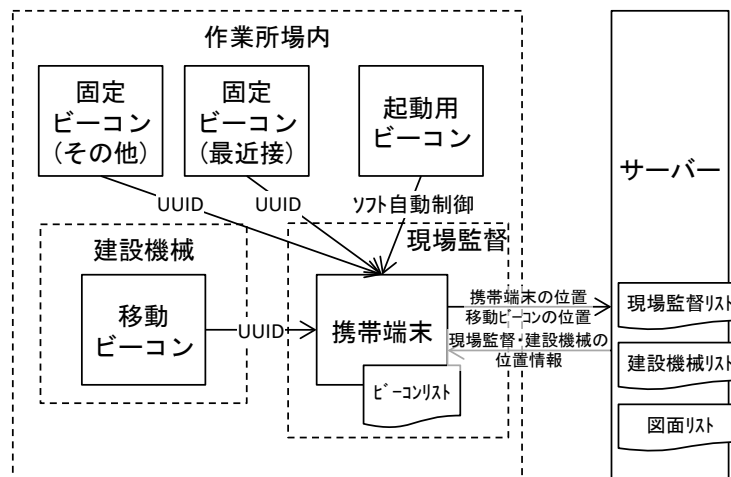 作業所場内
固定
ビーコン
(その他)
固定
ビーコン
(最近接)
起動用
ビーコン
サーバー
UUID
UUID
ソフト自動制御
建設機械
現場監督
移動
ビーコン
UUID
携帯端末
ビーコンリスト
携帯端末の位置
移動ビーコンの位置
現場監督・建設機械の
位置情報
現場監督リスト
建設機械リスト
図面リスト